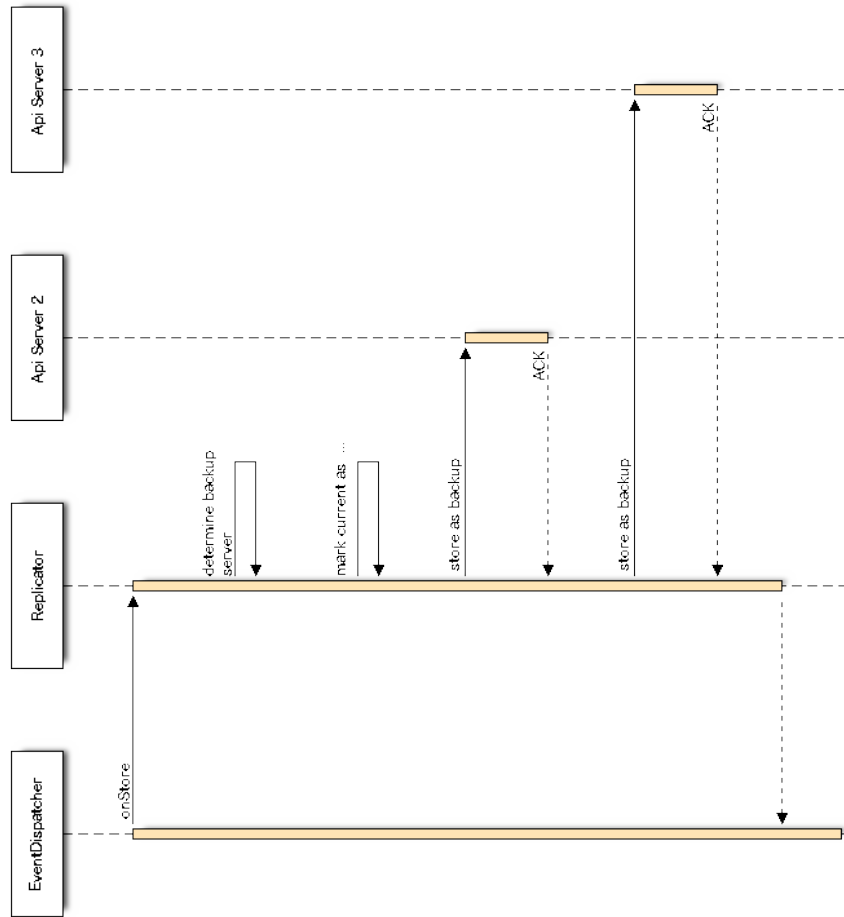 EventDispatcher
Replicator
Api Server 2
Api Server 3
onStore
determine backup
server
mark current as ...
store as backup
ACK
store as backup
ACK